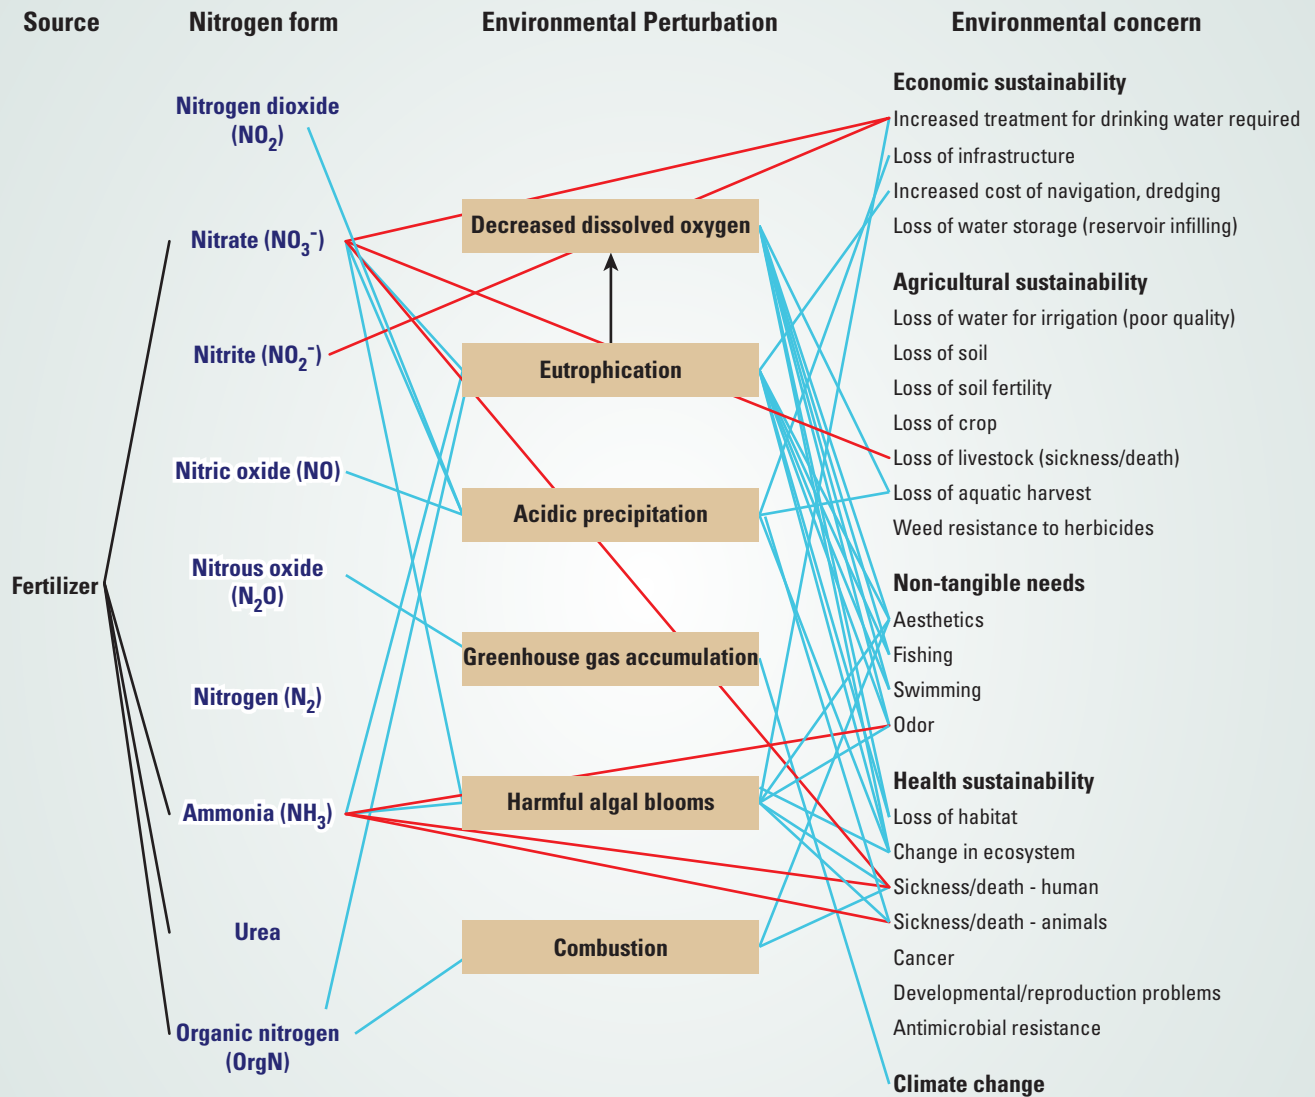 Source
Nitrogen form
Environmental Perturbation
Environmental concern
Fertilizer
Nitrogen dioxide
(NO₂)
Nitrate (NO₃⁻)
Nitrite (NO₂⁻)
Nitric oxide (NO)
Nitrous oxide
(N₂O)
Nitrogen (N₂)
Ammonia (NH₃)
Urea
Organic nitrogen
(OrgN)
Decreased dissolved oxygen
Eutrophication
Acidic precipitation
Greenhouse gas accumulation
Harmful algal blooms
Combustion
Economic sustainability
Increased treatment for drinking water required
Loss of infrastructure
Increased cost of navigation, dredging
Loss of water storage (reservoir infilling)
Agricultural sustainability
Loss of water for irrigation (poor quality)
Loss of soil
Loss of soil fertility
Loss of crop
Loss of livestock (sickness/death)
Loss of aquatic harvest
Weed resistance to herbicides
Non-tangible needs
Aesthetics
Fishing
Swimming
Odor
Health sustainability
Loss of habitat
Change in ecosystem
Sickness/death - human
Sickness/death - animals
Cancer
Developmental/reproduction problems
Antimicrobial resistance
Climate change